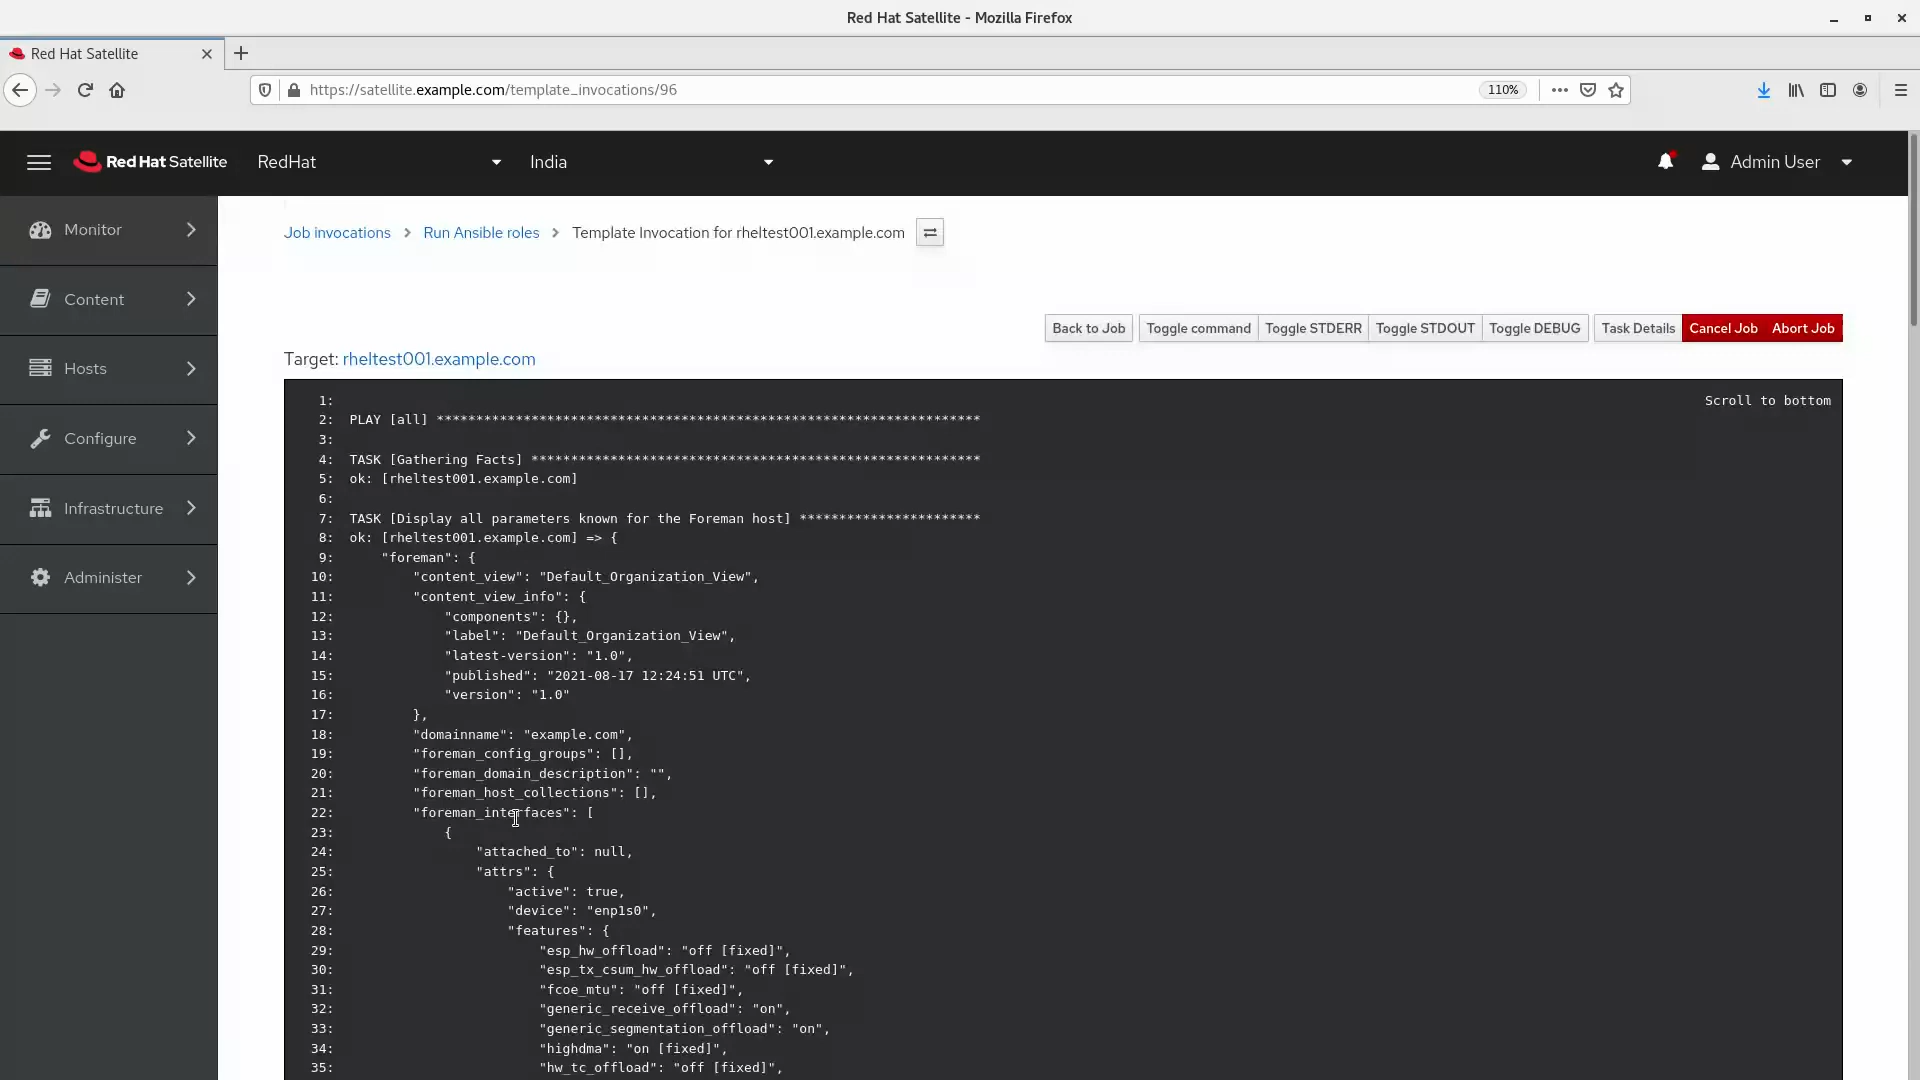 Red Hat Satellite - Mozilla Firefox
Red Hat Satellite
https://satellite.example.com/template_invocations/96
110%
Red Hat Satellite
RedHat
India
Admin User
Monitor
Content
Hosts
Configure
Infrastructure
Administer
Job invocations > Run Ansible roles > Template Invocation for rheltest001.example.com
Back to Job Toggle command Toggle STDERR Toggle STDOUT Toggle DEBUG Task Details Cancel Job Abort Job
Target: rheltest001.example.com
Scroll to bottom
1:
2: PLAY [all] *********************************************************************
3:
4: TASK [Gathering Facts] *********************************************************
5: ok: [rheltest001.example.com]
6:
7: TASK [Display all parameters known for the Foreman host] ***********************
8: ok: [rheltest001.example.com] => {
9:     "foreman": {
10:         "content_view": "Default_Organization_View",
11:         "content_view_info": {
12:             "components": {},
13:             "label": "Default_Organization_View",
14:             "latest-version": "1.0",
15:             "published": "2021-08-17 12:24:51 UTC",
16:             "version": "1.0"
17:         },
18:         "domainname": "example.com",
19:         "foreman_config_groups": [],
20:         "foreman_domain_description": "",
21:         "foreman_host_collections": [],
22:         "foreman_interfaces": [
23:             {
24:                 "attached_to": null,
25:                 "attrs": {
26:                     "active": true,
27:                     "device": "enp1s0",
28:                     "features": {
29:                         "esp_hw_offload": "off [fixed]",
30:                         "esp_tx_csum_hw_offload": "off [fixed]",
31:                         "fcoe_mtu": "off [fixed]",
32:                         "generic_receive_offload": "on",
33:                         "generic_segmentation_offload": "on",
34:                         "highdma": "on [fixed]",
35:                         "hw_tc_offload": "off [fixed]",